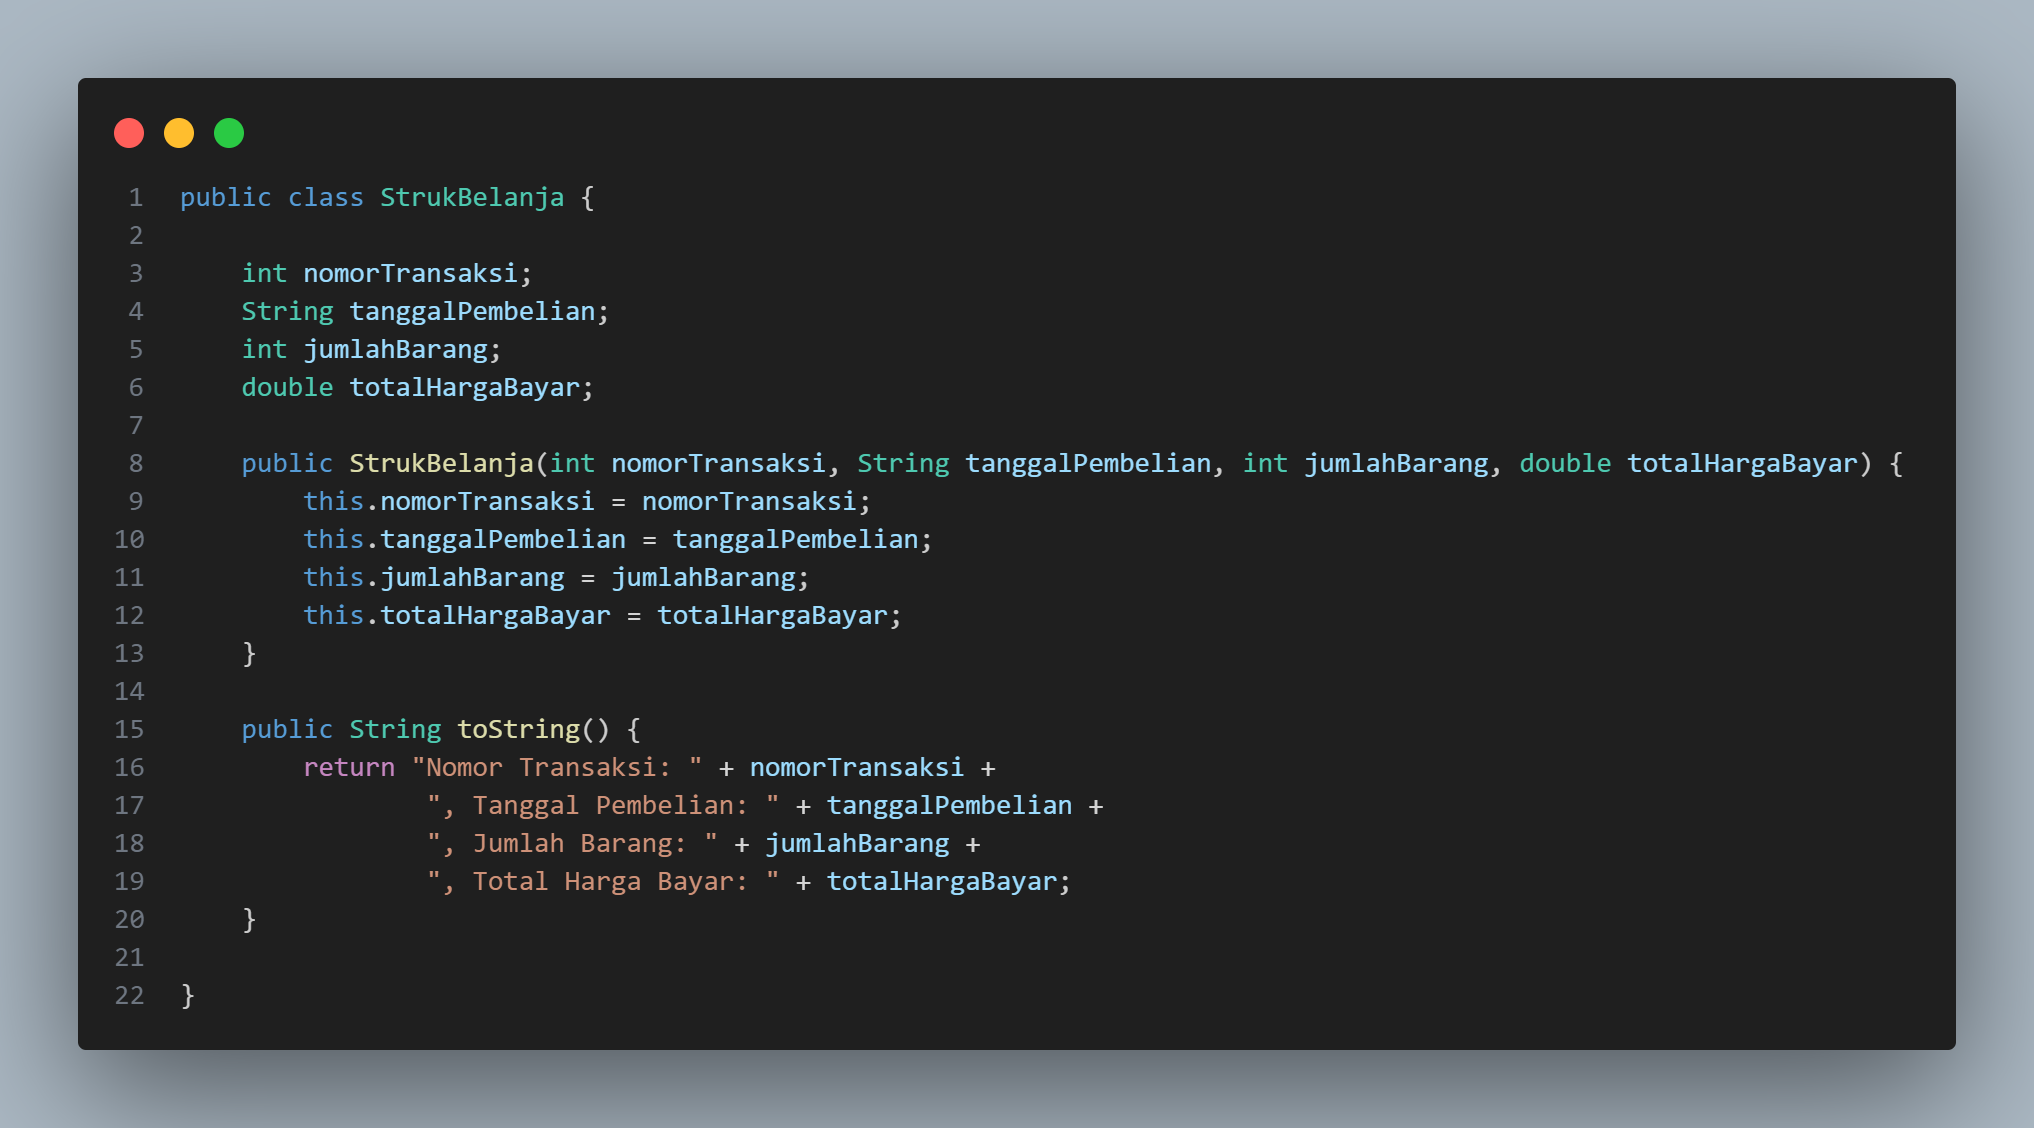 1 public class StrukBelanja {
2
3     int nomorTransaksi;
4     String tanggalPembelian;
5     int jumlahBarang;
6     double totalHargaBayar;
7
8     public StrukBelanja(int nomorTransaksi, String tanggalPembelian, int jumlahBarang, double totalHargaBayar) {
9         this.nomorTransaksi = nomorTransaksi;
10         this.tanggalPembelian = tanggalPembelian;
11         this.jumlahBarang = jumlahBarang;
12         this.totalHargaBayar = totalHargaBayar;
13     }
14
15     public String toString() {
16         return "Nomor Transaksi: " + nomorTransaksi +
17                 ", Tanggal Pembelian: " + tanggalPembelian +
18                 ", Jumlah Barang: " + jumlahBarang +
19                 ", Total Harga Bayar: " + totalHargaBayar;
20     }
21
22 }